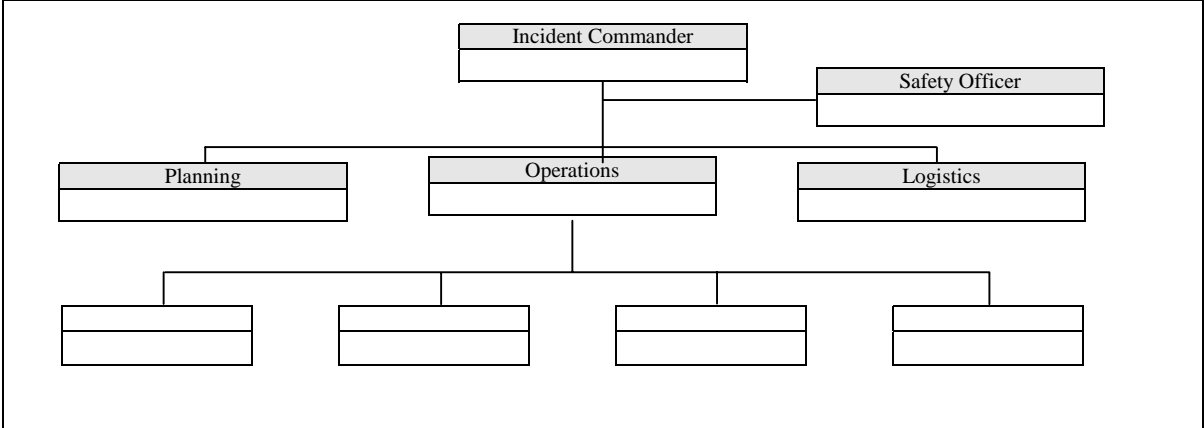 Incident Commander
Safety Officer
Planning
Operations
Logistics